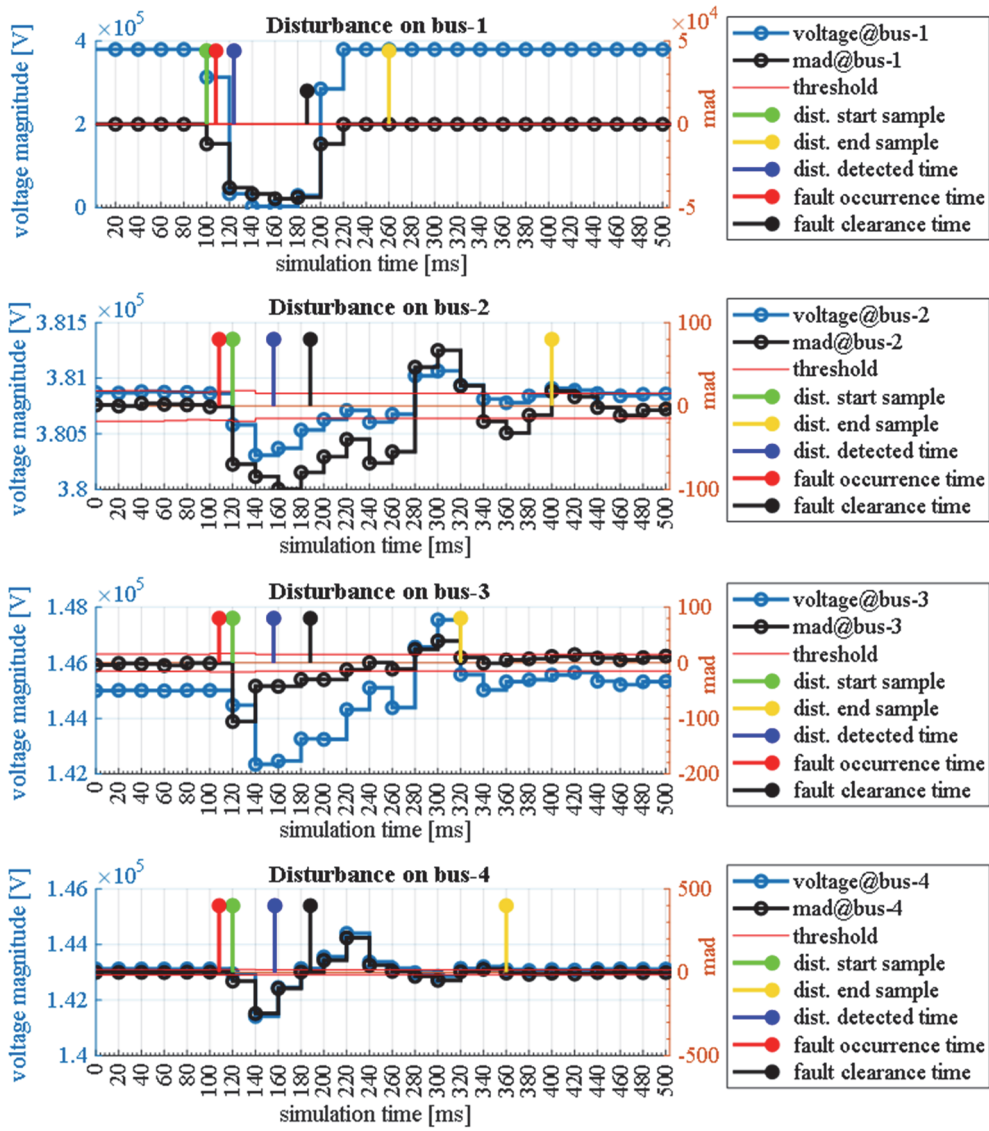 Disturbance on bus-1
×10⁵
×10⁴
voltage magnitude [V]
4
2
0
5
0
-5
mad
20 40 60 80 100 120 140 160 180 200 220 240 260 280 300 320 340 360 380 400 420 440 460 480 500
simulation time [ms]
voltage@bus-1
mad@bus-1
threshold
dist. start sample
dist. end sample
dist. detected time
fault occurrence time
fault clearance time
Disturbance on bus-2
×10⁵
voltage magnitude [V]
3.815
3.81
3.805
3.8
100
0
-100
mad
0 20 40 60 80 100 120 140 160 180 200 220 240 260 280 300 320 340 360 380 400 420 440 460 480 500
simulation time [ms]
voltage@bus-2
mad@bus-2
threshold
dist. start sample
dist. end sample
dist. detected time
fault occurrence time
fault clearance time
Disturbance on bus-3
×10⁵
voltage magnitude [V]
1.48
1.46
1.44
1.42
100
0
-100
-200
mad
0 20 40 60 80 100 120 140 160 180 200 220 240 260 280 300 320 340 360 380 400 420 440 460 480 500
simulation time [ms]
voltage@bus-3
mad@bus-3
threshold
dist. start sample
dist. end sample
dist. detected time
fault occurrence time
fault clearance time
Disturbance on bus-4
×10⁵
voltage magnitude [V]
1.46
1.44
1.42
1.4
500
0
-500
mad
0 20 40 60 80 100 120 140 160 180 200 220 240 260 280 300 320 340 360 380 400 420 440 460 480 500
simulation time [ms]
voltage@bus-4
mad@bus-4
threshold
dist. start sample
dist. end sample
dist. detected time
fault occurrence time
fault clearance time